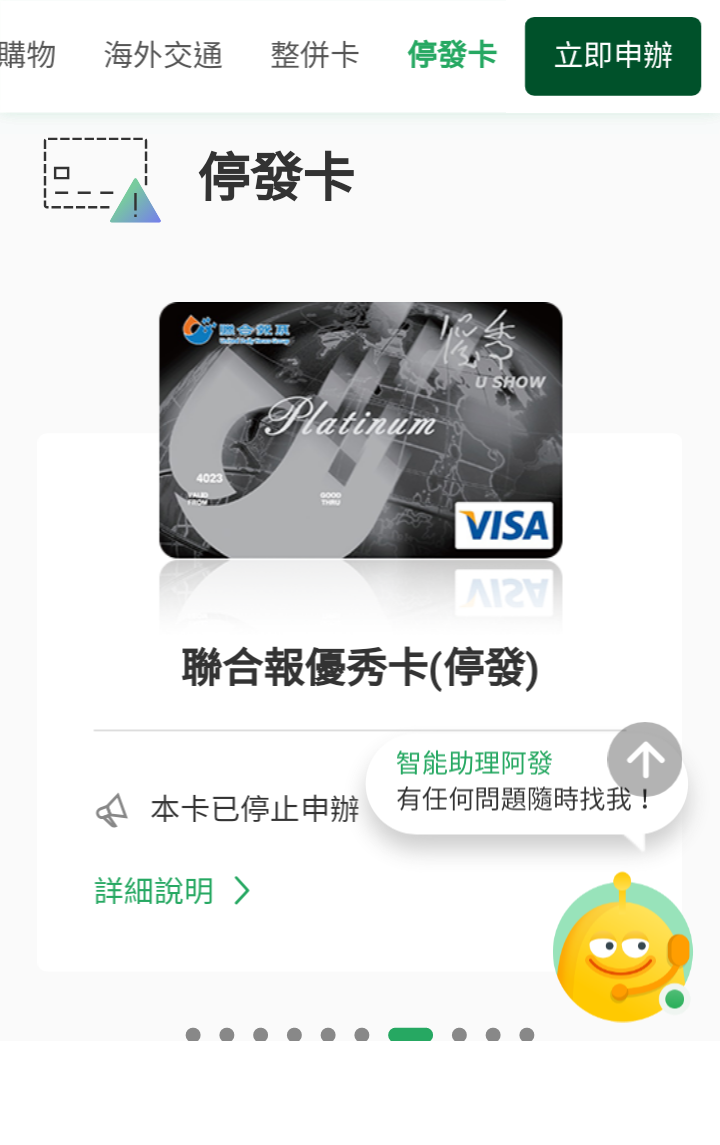 購物 海外交通 整併卡 停發卡 立即申辦
停發卡
聯合報系
優秀
U SHOW
Platinum
4023
VALID FROM GOOD THRU
VISA
聯合報優秀卡(停發)
智能助理阿發
有任何問題隨時找我！
本卡已停止申辦
詳細說明